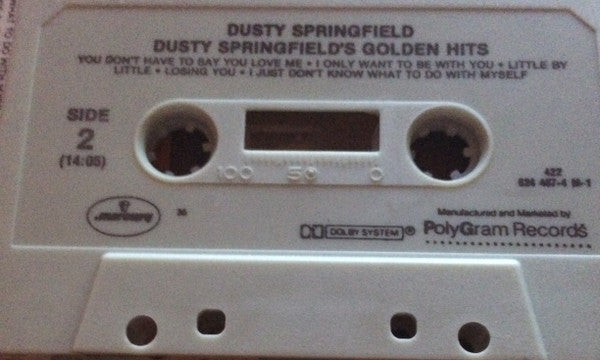 DUSTY SPRINGFIELD
DUSTY SPRINGFIELD'S GOLDEN HITS
YOU DON'T HAVE TO SAY YOU LOVE ME • I ONLY WANT TO BE WITH YOU • LITTLE BY
LITTLE • LOSING YOU • I JUST DON'T KNOW WHAT TO DO WITH MYSELF
SIDE
2
(14:05)
100 50 0
422
824 467-4 M-1
mercury
DOLBY SYSTEM ®
Manufactured and Marketed by
PolyGram Records